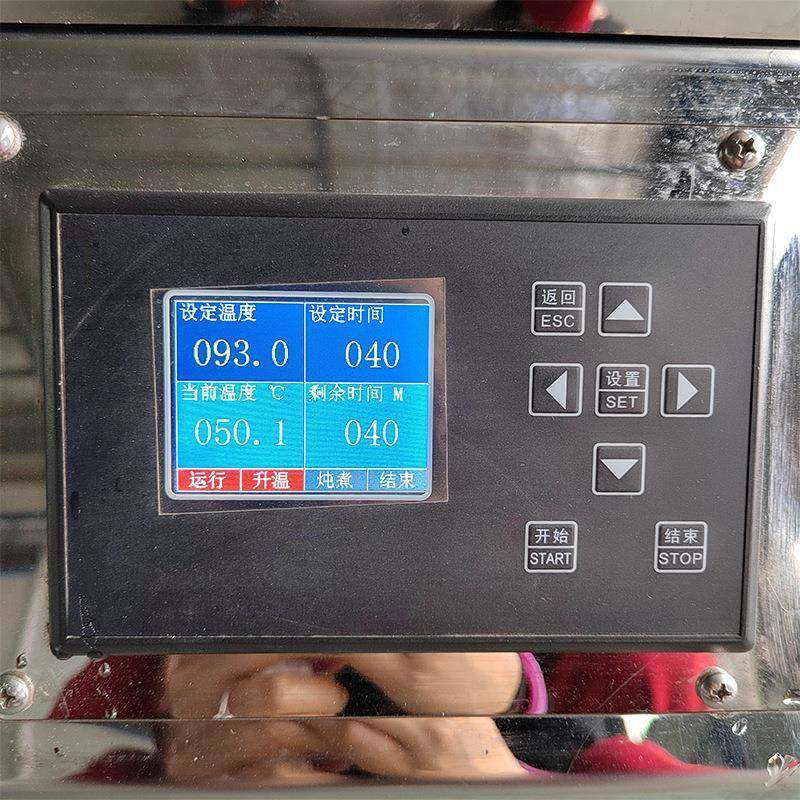 设定温度 设定时间
093.0 040
当前温度 ℃ 剩余时间 M
050.1 040
运行 升温 炖煮 结束
返回
ESC
设置
SET
开始
START
结束
STOP